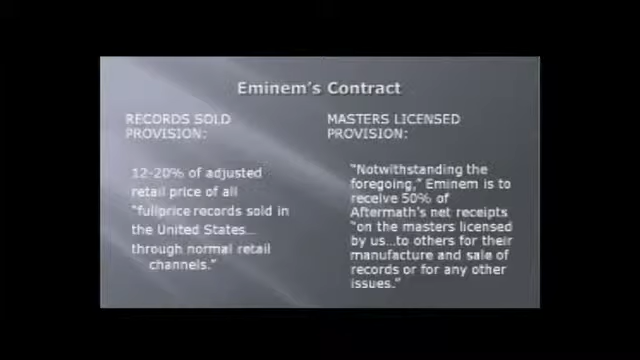 Eminem's Contract
RECORDS SOLD
PROVISION:
12-20% of adjusted
retail price of all
"fullprice records sold in
the United States...
through normal retail
channels."
MASTERS LICENSED
PROVISION:
"Notwithstanding the
foregoing," Eminem is to
receive 50% of
Aftermath's net receipts
"on the masters licensed
by us...to others for their
manufacture and sale of
records or for any other
issues."